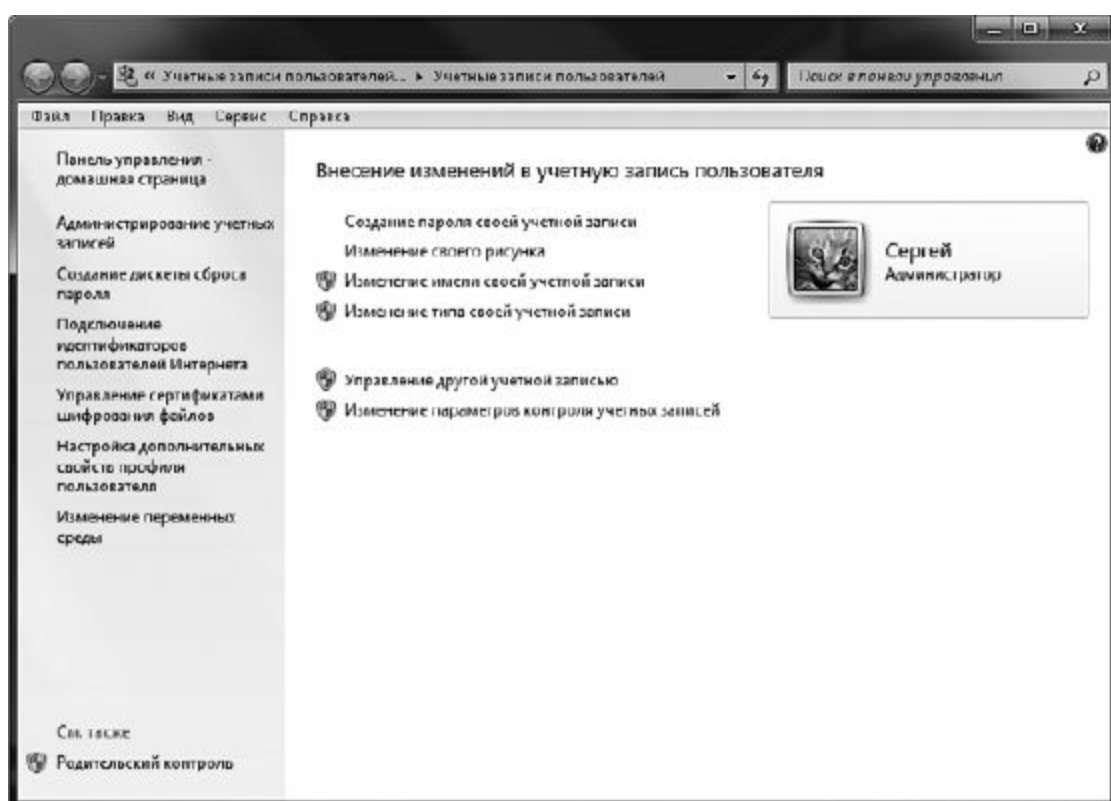 « Учетные записи пользователей... ▸ Учетные записи пользователей
Поиск в панели управления
Файл Правка Вид Сервис Справка
Панель управления -
домашняя страница
Администрирование учетных
записей
Создание дискеты сброса
пароля
Подключение
идентификаторов
пользователей Интернета
Управление сертификатами
шифрования файлов
Настройка дополнительных
свойств профиля
пользователя
Изменение переменных
среды
См. также
Родительский контроль
Внесение изменений в учетную запись пользователя
Создание пароля своей учетной записи
Изменение своего рисунка
Изменение имени своей учетной записи
Изменение типа своей учетной записи
Управление другой учетной записью
Изменение параметров контроля учетных записей
Сергей
Администратор